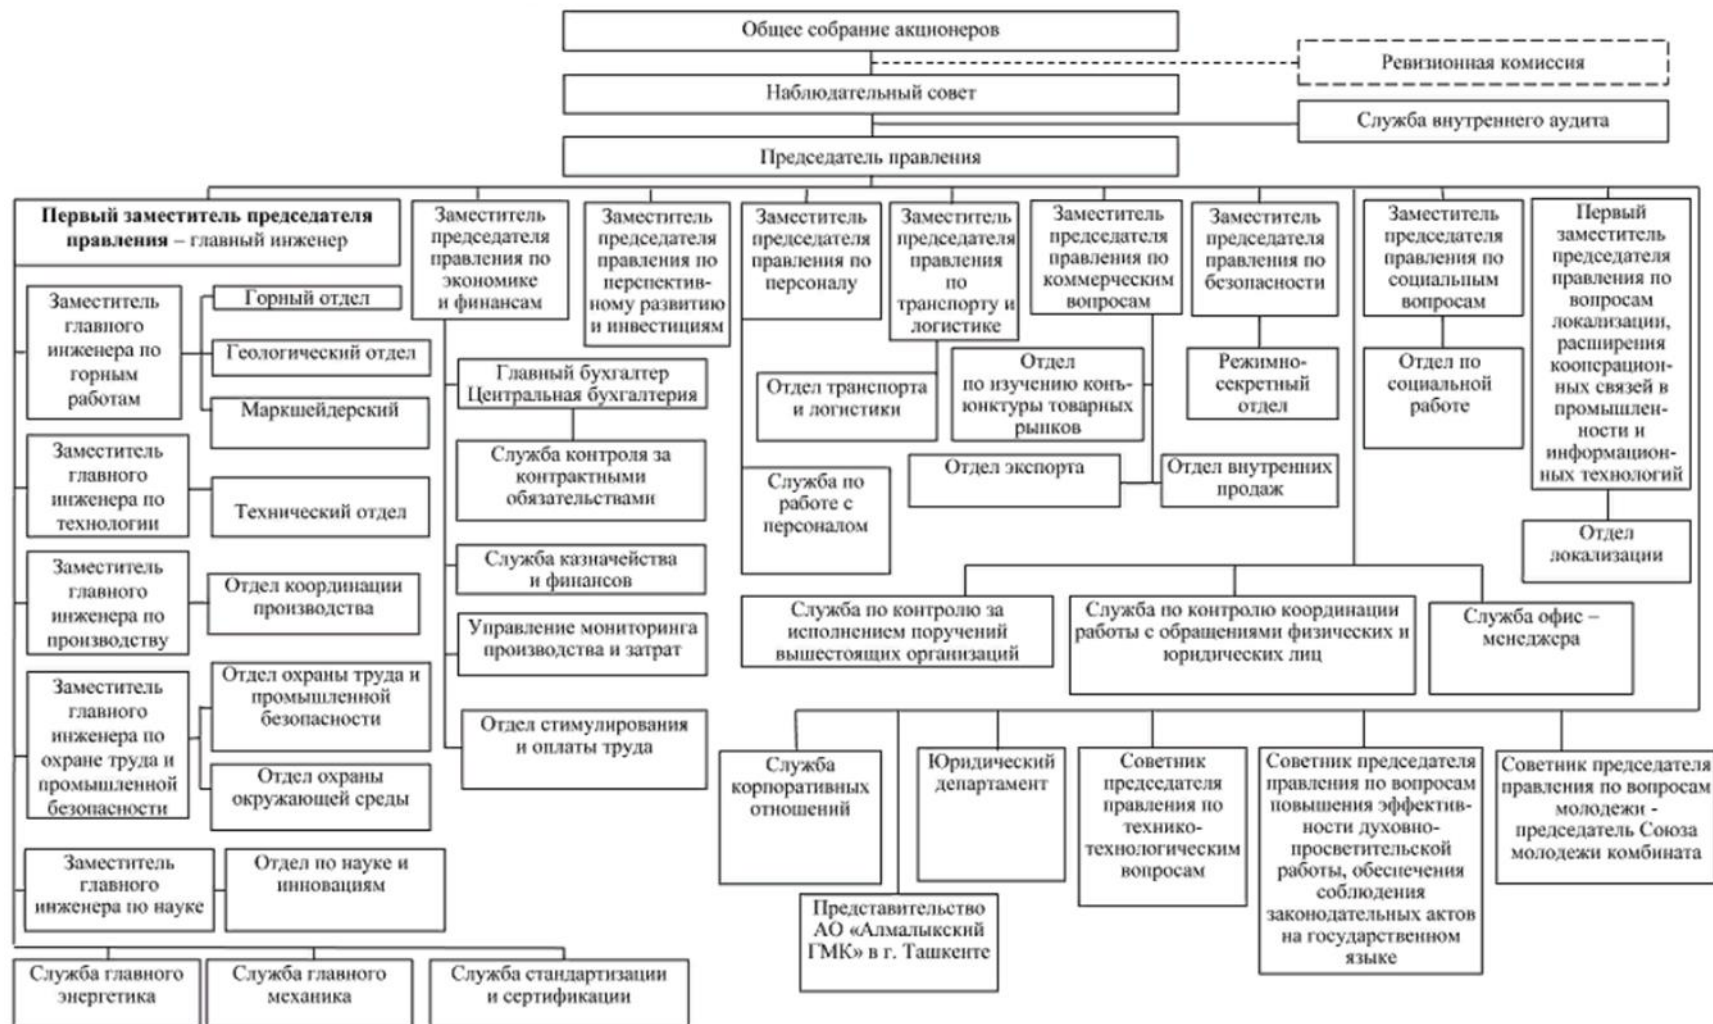 Общее собрание акционеров
Ревизионная комиссия
Наблюдательный совет
Служба внутреннего аудита
Председатель правления
Первый заместитель председателя
правления – главный инженер
Заместитель
главного
инженера по
горным
работам
Горный отдел
Геологический отдел
Маркшейдерский
Заместитель
главного
инженера по
технологии
Технический отдел
Заместитель
главного
инженера по
производству
Отдел координации
производства
Заместитель
главного
инженера по
охране труда и
промышленной
безопасности
Отдел охраны труда и
промышленной
безопасности
Отдел охраны
окружающей среды
Заместитель
главного
инженера по науке
Отдел по науке и
инновациям
Служба главного
энергетика
Служба главного
механика
Служба стандартизации
и сертификации
Заместитель
председателя
правления по
экономике
и финансам
Главный бухгалтер
Центральная бухгалтерия
Служба контроля за
контрактными
обязательствами
Служба казначейства
и финансов
Управление мониторинга
производства и затрат
Отдел стимулирования
и оплаты труда
Заместитель
председателя
правления по
перспектив-
ному развитию
и инвестициям
Заместитель
председателя
правления по
персоналу
Служба по
работе с
персоналом
Заместитель
председателя
правления
по
транспорту и
логистике
Отдел транспорта
и логистики
Заместитель
председателя
правления по
коммерческим
вопросам
Отдел
по изучению конъ-
юнктуры товарных
рынков
Отдел экспорта
Отдел внутренних
продаж
Заместитель
председателя
правления по
безопасности
Режимно-
секретный
отдел
Заместитель
председателя
правления по
социальным
вопросам
Отдел по
социальной
работе
Первый
заместитель
председателя
правления по
вопросам
локализации,
расширения
кооперацион-
ных связей в
промышлен-
ности и
информацион-
ных технологий
Отдел
локализации
Служба по контролю за
исполнением поручений
вышестоящих организаций
Служба по контролю координации
работы с обращениями физических и
юридических лиц
Служба офис –
менеджера
Служба
корпоративных
отношений
Представительство
АО «Алмалыкский
ГМК» в г. Ташкенте
Юридический
департамент
Советник
председателя
правления по
технико-
технологическим
вопросам
Советник председателя
правления по вопросам
повышения эффектив-
ности духовно-
просветительской
работы, обеспечения
соблюдения
законодательных актов
на государственном
языке
Советник председателя
правления по вопросам
молодежи -
председатель Союза
молодежи комбината